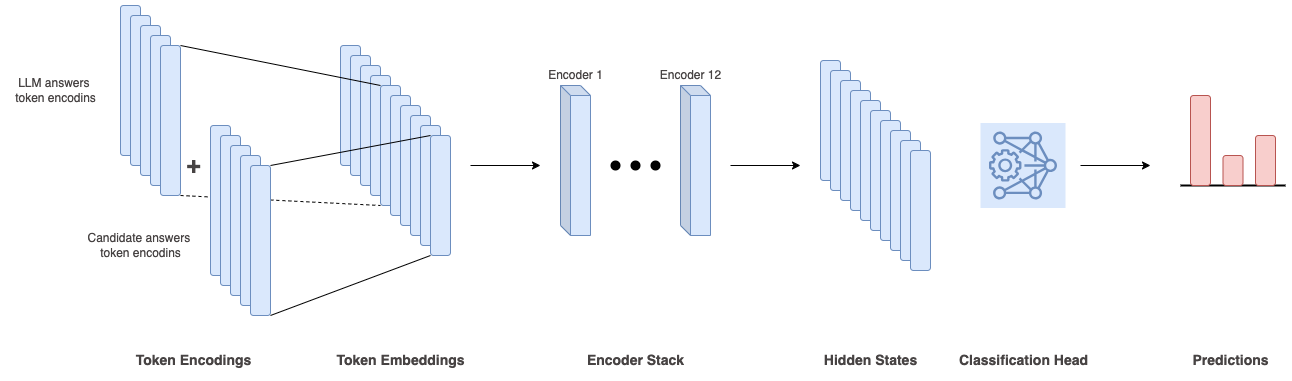 LLM answers
token encodins
+
Candidate answers
token encodins
Encoder 1
Encoder 12
Token Encodings
Token Embeddings
Encoder Stack
Hidden States
Classification Head
Predictions